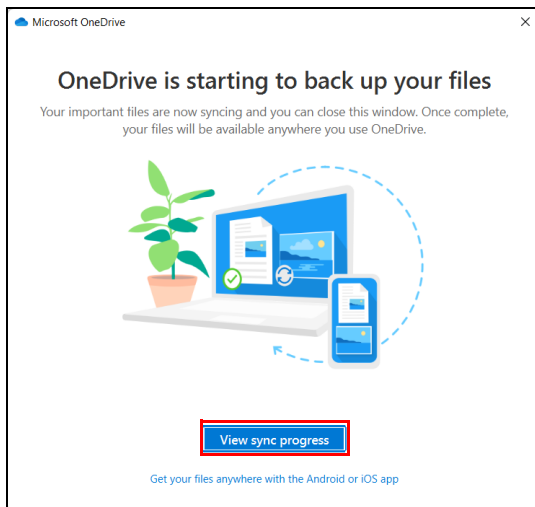 Microsoft OneDrive
OneDrive is starting to back up your files
Your important files are now syncing and you can close this window. Once complete,
your files will be available anywhere you use OneDrive.
View sync progress
Get your files anywhere with the Android or iOS app